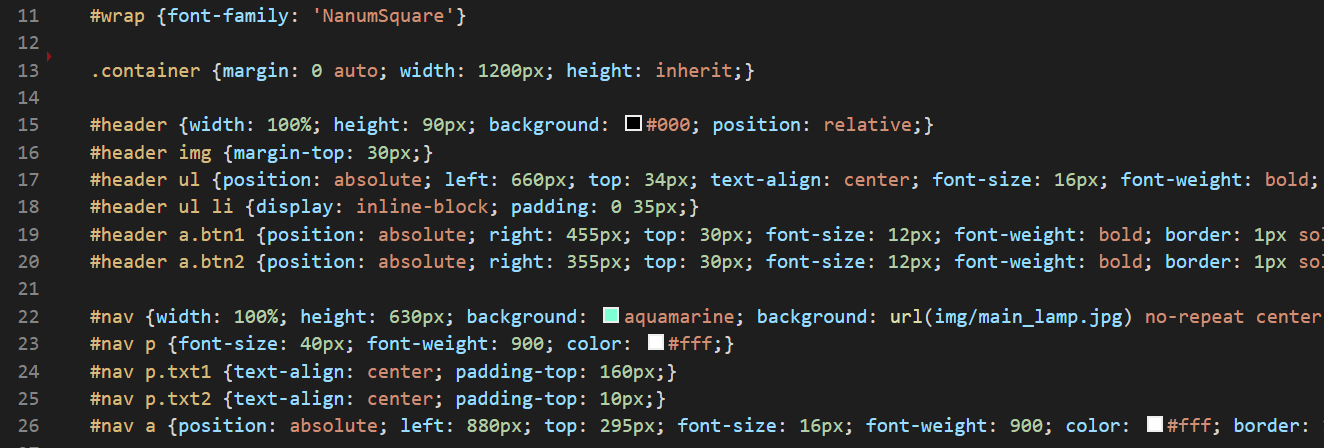 11 #wrap {font-family: 'NanumSquare'}
12
13 .container {margin: 0 auto; width: 1200px; height: inherit;}
14
15 #header {width: 100%; height: 90px; background: #000; position: relative;}
16 #header img {margin-top: 30px;}
17 #header ul {position: absolute; left: 660px; top: 34px; text-align: center; font-size: 16px; font-weight: bold;
18 #header ul li {display: inline-block; padding: 0 35px;}
19 #header a.btn1 {position: absolute; right: 455px; top: 30px; font-size: 12px; font-weight: bold; border: 1px sol
20 #header a.btn2 {position: absolute; right: 355px; top: 30px; font-size: 12px; font-weight: bold; border: 1px sol
21
22 #nav {width: 100%; height: 630px; background: aquamarine; background: url(img/main_lamp.jpg) no-repeat center
23 #nav p {font-size: 40px; font-weight: 900; color: #fff;}
24 #nav p.txt1 {text-align: center; padding-top: 160px;}
25 #nav p.txt2 {text-align: center; padding-top: 10px;}
26 #nav a {position: absolute; left: 880px; top: 295px; font-size: 16px; font-weight: 900; color: #fff; border: